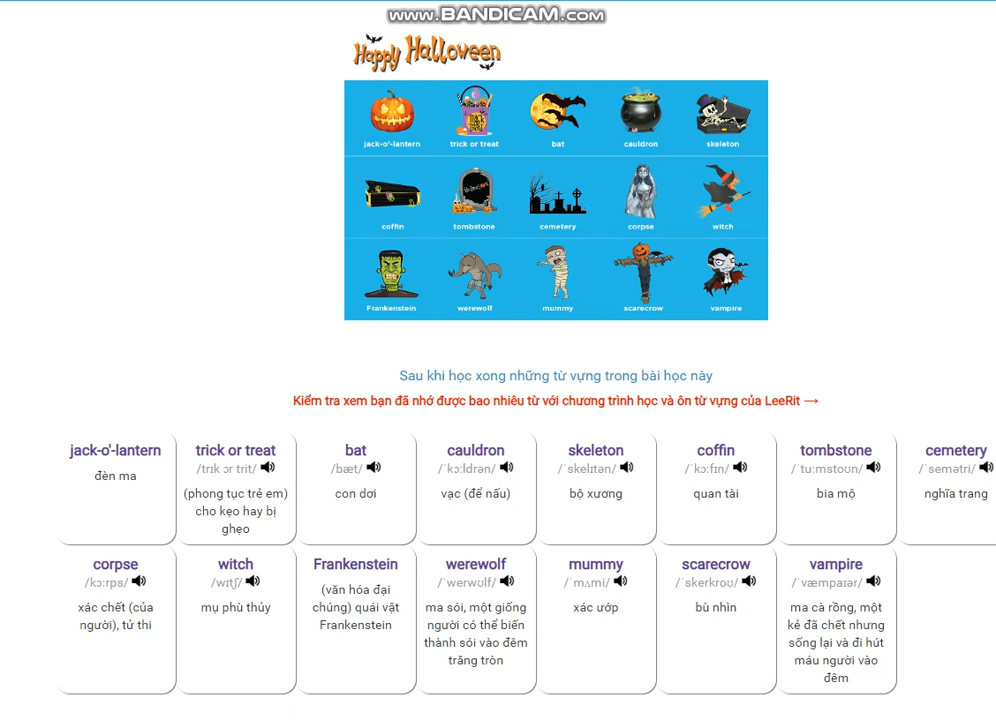 www.BANDICAM.com
Happy Halloween
jack-o'-lantern trick or treat bat cauldron skeleton
coffin tombstone cemetery corpse witch
Frankenstein werewolf mummy scarecrow vampire
Sau khi học xong những từ vựng trong bài học này
Kiểm tra xem bạn đã nhớ được bao nhiêu từ với chương trình học và ôn từ vựng của LeeRit →
jack-o'-lantern
đèn ma
trick or treat
/trɪk ɔr trit/
(phong tục trẻ em)
cho kẹo hay bị
ghẹo
bat
/bæt/
con dơi
cauldron
/ˈkɔːldrən/
vạc (để nấu)
skeleton
/ˈskelɪtən/
bộ xương
coffin
/ˈkɔːfɪn/
quan tài
tombstone
/ˈtuːmstoʊn/
bia mộ
cemetery
/ˈsemətri/
nghĩa trang
corpse
/kɔːrps/
xác chết (của
người), tử thi
witch
/wɪtʃ/
mụ phù thủy
Frankenstein
(văn hóa đại
chúng) quái vật
Frankenstein
werewolf
/ˈwerwʊlf/
ma sói, một giống
người có thể biến
thành sói vào đêm
trăng tròn
mummy
/ˈmʌmi/
xác ướp
scarecrow
/ˈskerkroʊ/
bù nhìn
vampire
/ˈvæmpaɪər/
ma cà rồng, một
kẻ đã chết nhưng
sống lại và đi hút
máu người vào
đêm